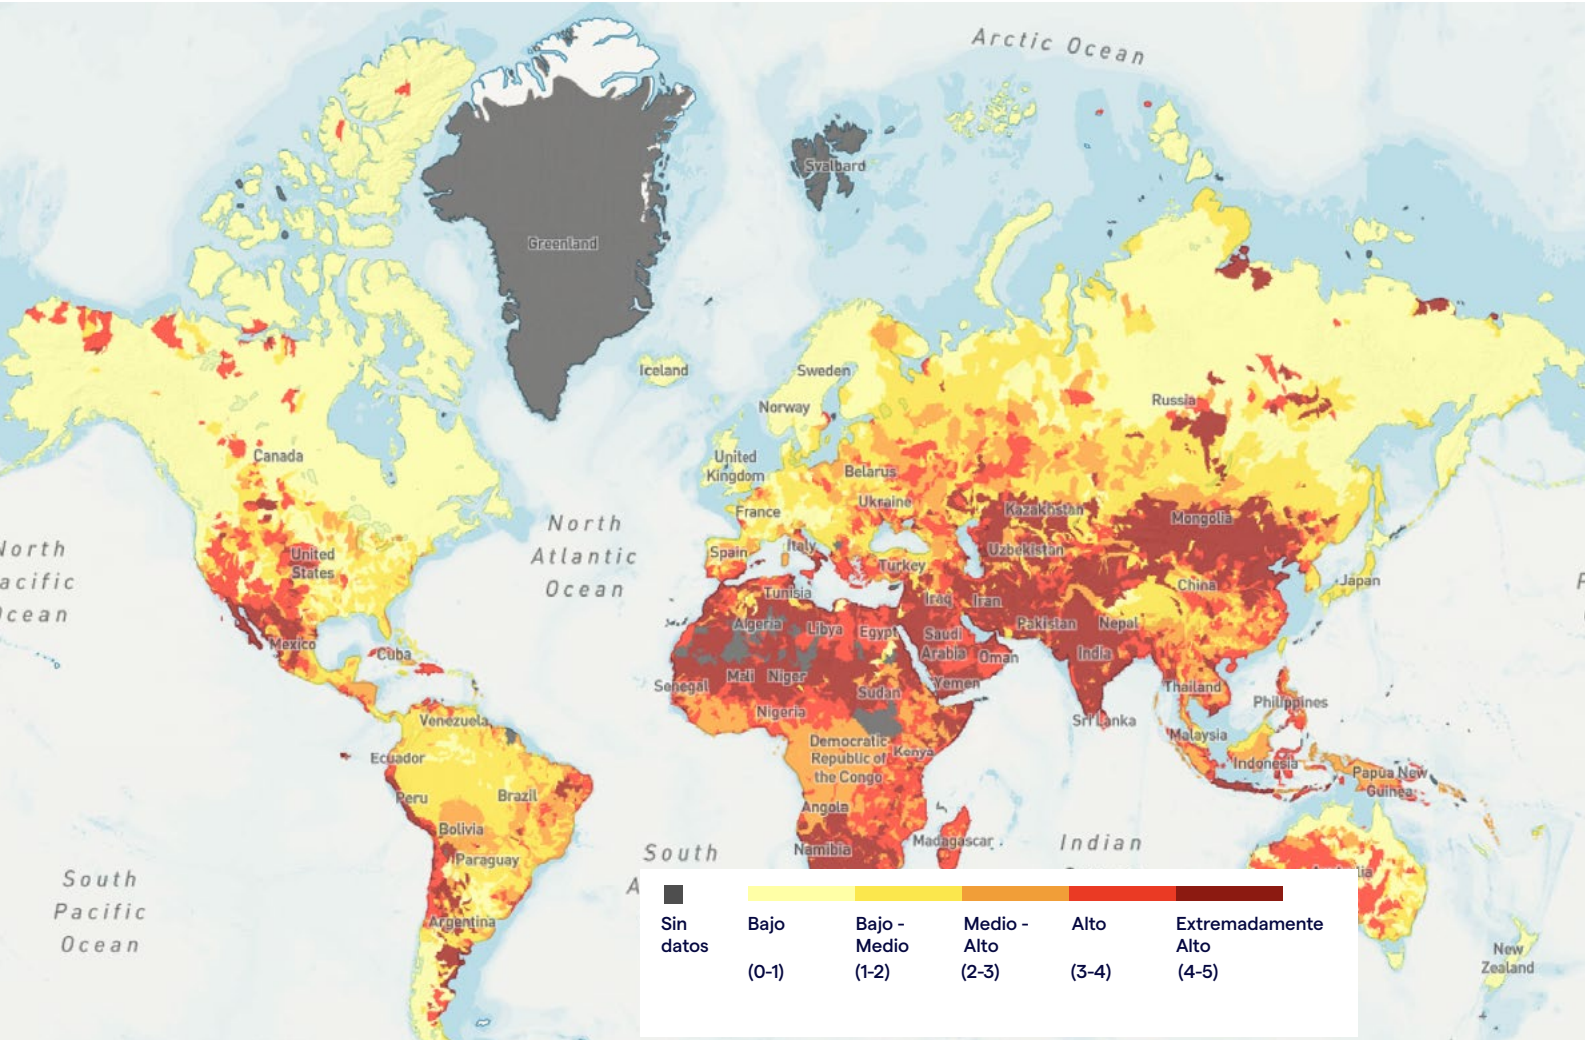 Arctic Ocean
Svalbard
Greenland
Iceland
Sweden
Norway
Russia
Canada
United
Kingdom
Belarus
Ukraine
France
Kazakhstan
Mongolia
North
Atlantic
Ocean
North
acific
cean
United
States
Spain
Italy
Turkey
Uzbekistan
China
Japan
Tunisia
Iraq
Iran
Algeria
Libya
Egypt
Saudi
Arabia
Oman
Pakistan
Nepal
India
Mexico
Cuba
Senegal
Mali
Niger
Sudan
Yemen
Thailand
Philippines
Nigeria
Sri Lanka
Venezuela
Malaysia
Ecuador
Democratic
Republic of
the Congo
Kenya
Indonesia
Papua New
Guinea
Peru
Brazil
Angola
Bolivia
Namibia
Madagascar
Indian
Paraguay
South
A
lia
South
Pacific
Ocean
Argentina
New
Zealand
Sin
datos
Bajo
(0-1)
Bajo -
Medio
(1-2)
Medio -
Alto
(2-3)
Alto
(3-4)
Extremadamente
Alto
(4-5)